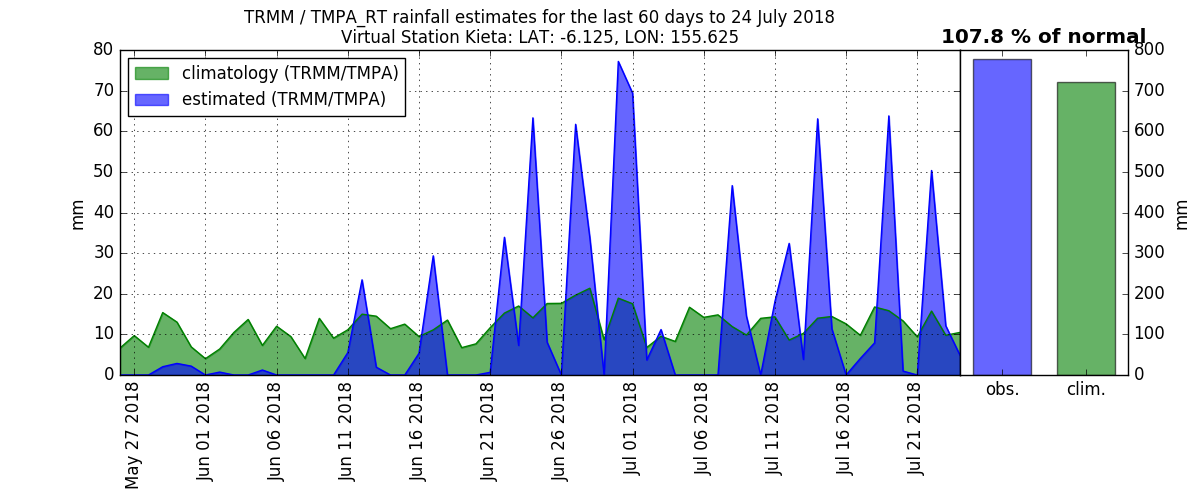 TRMM / TMPA_RT rainfall estimates for the last 60 days to 24 July 2018
Virtual Station Kieta: LAT: -6.125, LON: 155.625
107.8 % of normal
climatology (TRMM/TMPA)
estimated (TRMM/TMPA)
mm
80
70
60
50
40
30
20
10
0
May 27 2018
Jun 01 2018
Jun 06 2018
Jun 11 2018
Jun 16 2018
Jun 21 2018
Jun 26 2018
Jul 01 2018
Jul 06 2018
Jul 11 2018
Jul 16 2018
Jul 21 2018
obs.
clim.
800
700
600
500
400
300
200
100
0
mm